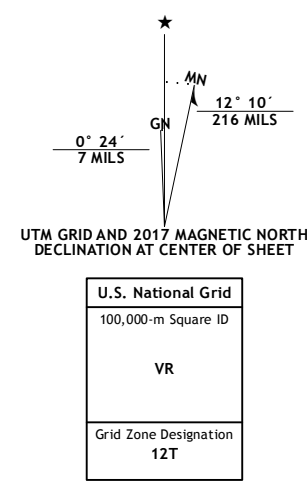 MN
GN
12° 10´
216 MILS
0° 24´
7 MILS
UTM GRID AND 2017 MAGNETIC NORTH
DECLINATION AT CENTER OF SHEET
U.S. National Grid
100,000-m Square ID
VR
Grid Zone Designation
12T